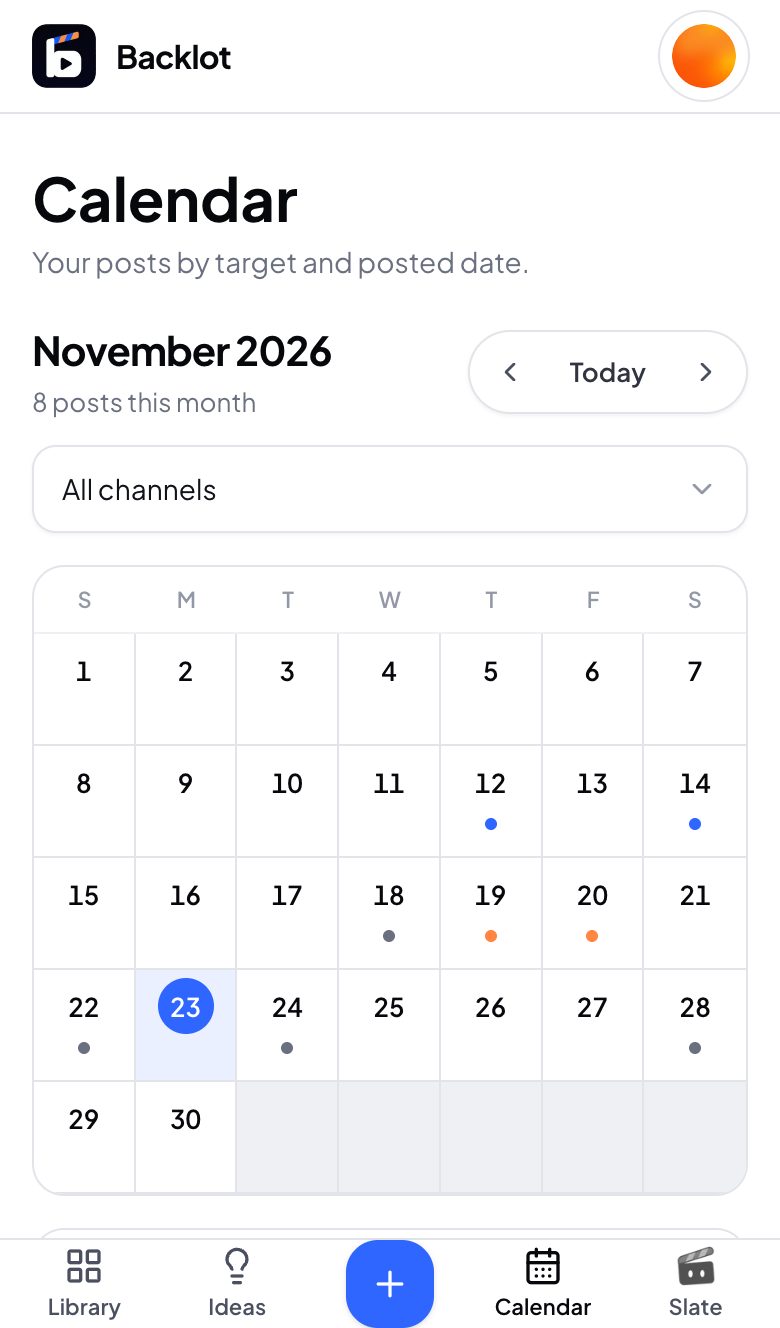 Backlot
Calendar
Your posts by target and posted date.
November 2026
8 posts this month
Today
All channels
S M T W T F S
1 2 3 4 5 6 7
8 9 10 11 12 13 14
15 16 17 18 19 20 21
22 23 24 25 26 27 28
29 30
Library Ideas Calendar Slate